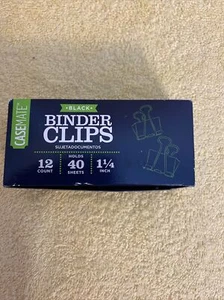 CASEMATE
BLACK
BINDER
CLIPS
SUJETADOCUMENTOS
12
COUNT
HOLDS
40
SHEETS
1¼
INCH